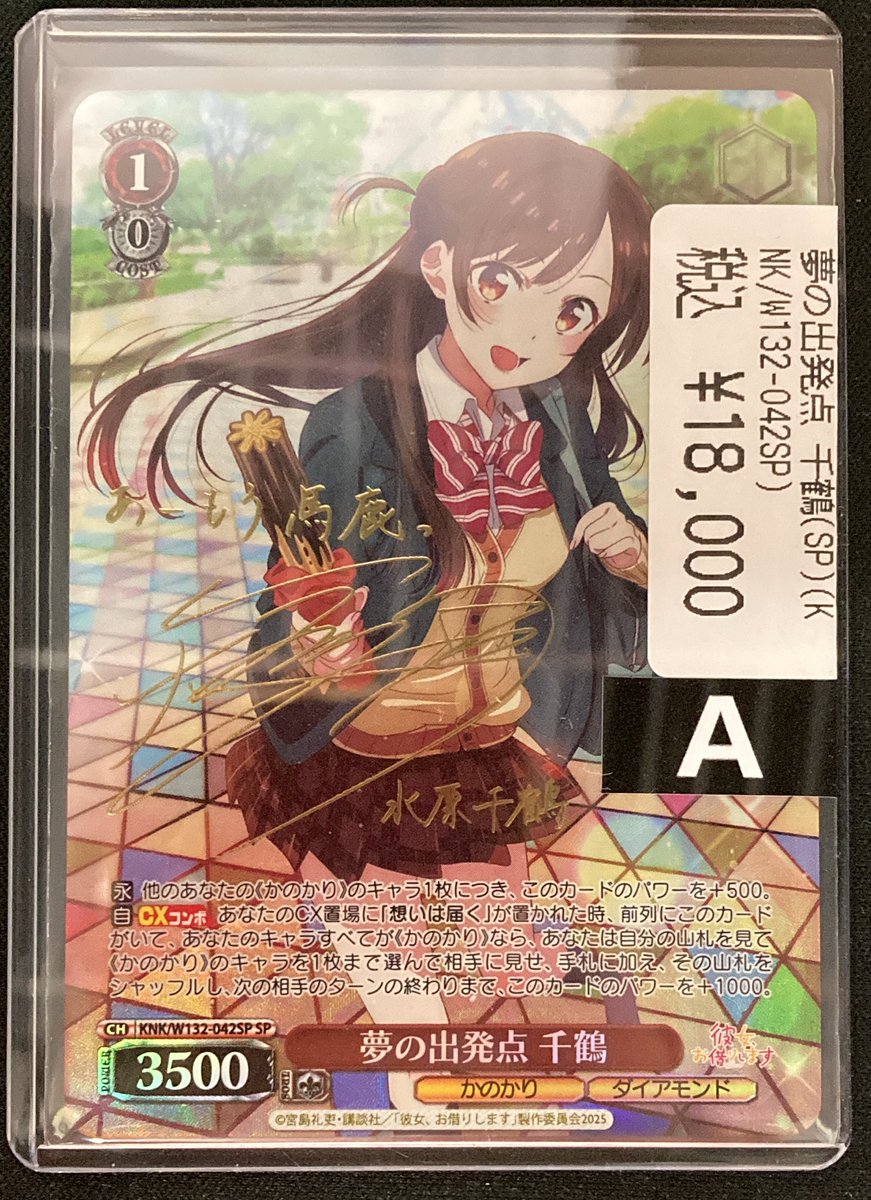 LEVEL
1
0
COST
夢の出発点 千鶴(SP)(K
NK/W132-042SP)
税込 ¥18,000
A
あーもう馬鹿。
水原千鶴
永 他のあなたの《かのかり》のキャラ1枚につき、このカードのパワーを+500。
自 CXコンボ あなたのCX置場に「想いは届く」が置かれた時、前列にこのカード
がいて、あなたのキャラすべてが《かのかり》なら、あなたは自分の山札を見て
《かのかり》のキャラを1枚まで選んで相手に見せ、手札に加え、その山札を
シャッフルし、次の相手のターンの終わりまで、このカードのパワーを+1000。
CH KNK/W132-042SP SP
夢の出発点 千鶴
彼女、お借りします
POWER 3500 SOUL
かのかり ダイアモンド
©宮島礼吏・講談社/「彼女、お借りします」製作委員会2025